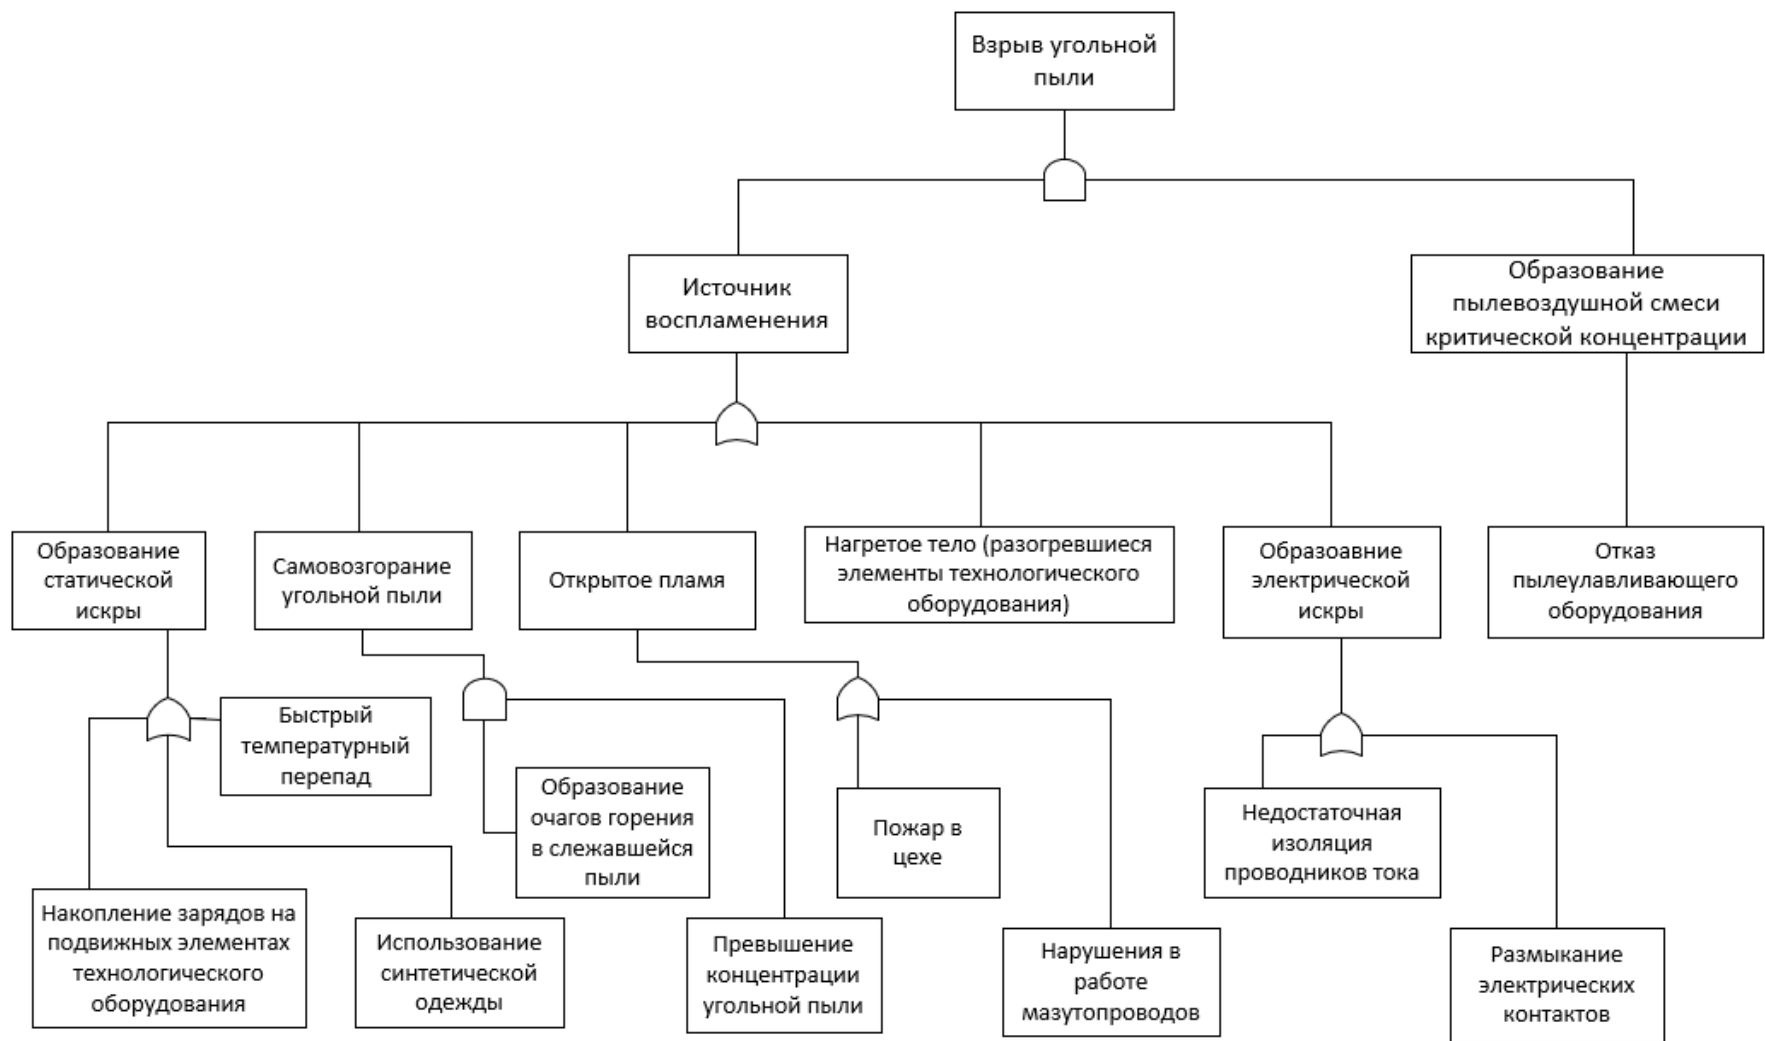 Взрыв угольной
пыли
Источник
воспламенения
Образование
пылевоздушной смеси
критической концентрации
Образование
статической
искры
Самовозгорание
угольной пыли
Открытое пламя
Нагретое тело (разогревшиеся
элементы технологического
оборудования)
Образоавние
электрической
искры
Отказ
пылеулавливающего
оборудования
Быстрый
температурный
перепад
Образование
очагов горения
в слежавшейся
пыли
Пожар в
цехе
Недостаточная
изоляция
проводников тока
Накопление зарядов на
подвижных элементах
технологического
оборудования
Использование
синтетической
одежды
Превышение
концентрации
угольной пыли
Нарушения в
работе
мазутопроводов
Размыкание
электрических
контактов